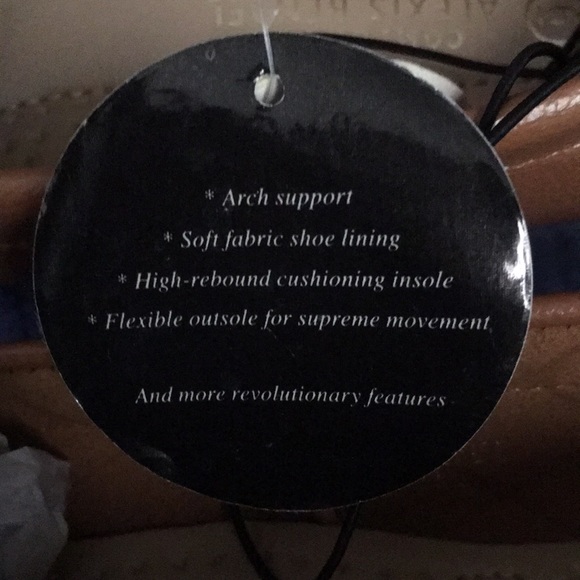 * Arch support
* Soft fabric shoe lining
* High-rebound cushioning insole
* Flexible outsole for supreme movement
And more revolutionary features